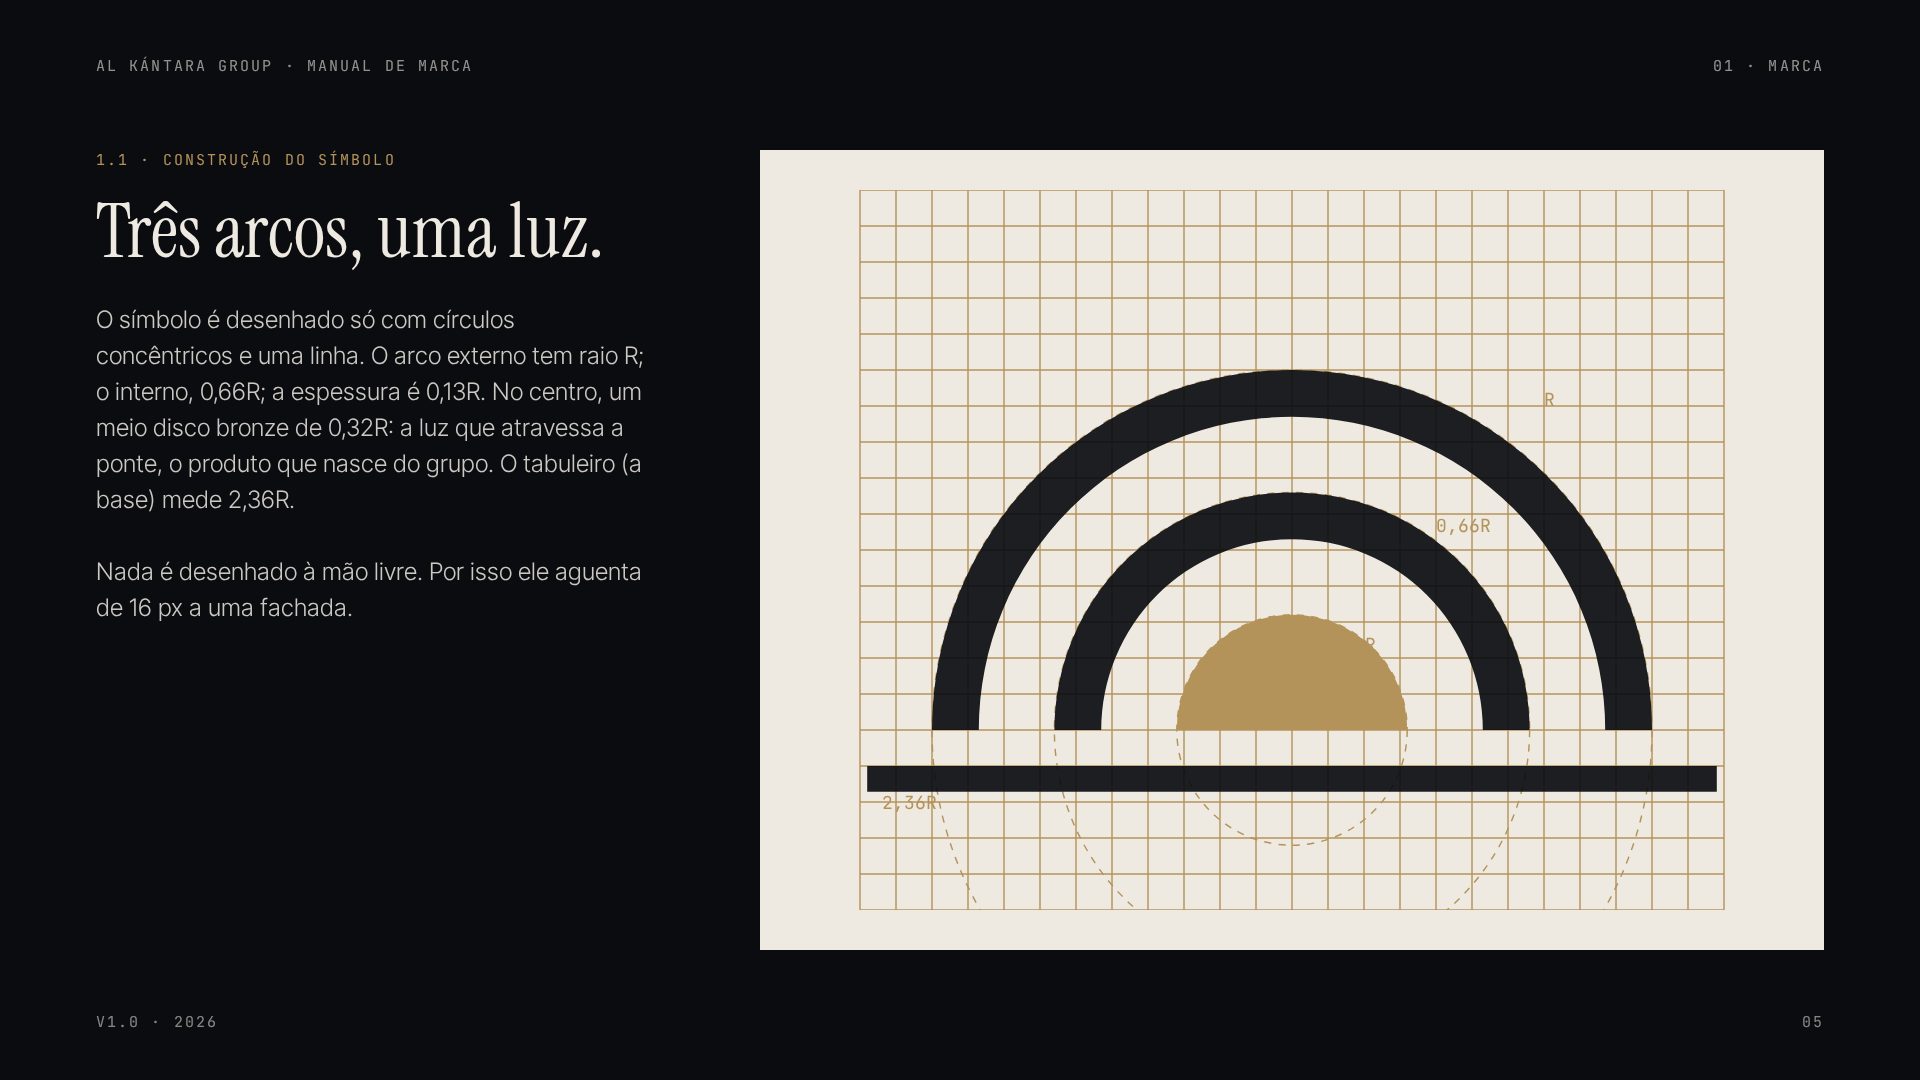 AL KÁNTARA GROUP · MANUAL DE MARCA
01 · MARCA
1.1 · CONSTRUÇÃO DO SÍMBOLO
Três arcos, uma luz.
O símbolo é desenhado só com círculos
concêntricos e uma linha. O arco externo tem raio R;
o interno, 0,66R; a espessura é 0,13R. No centro, um
meio disco bronze de 0,32R: a luz que atravessa a
ponte, o produto que nasce do grupo. O tabuleiro (a
base) mede 2,36R.
Nada é desenhado à mão livre. Por isso ele aguenta
de 16 px a uma fachada.
R
0,66R
2,36R
V1.0 · 2026
05